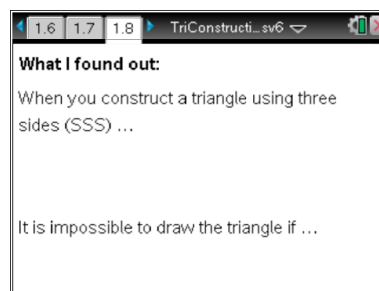 1.6 1.7 1.8 TriConstructi...sv6
What I found out:
When you construct a triangle using three
sides (SSS) ...
It is impossible to draw the triangle if ...